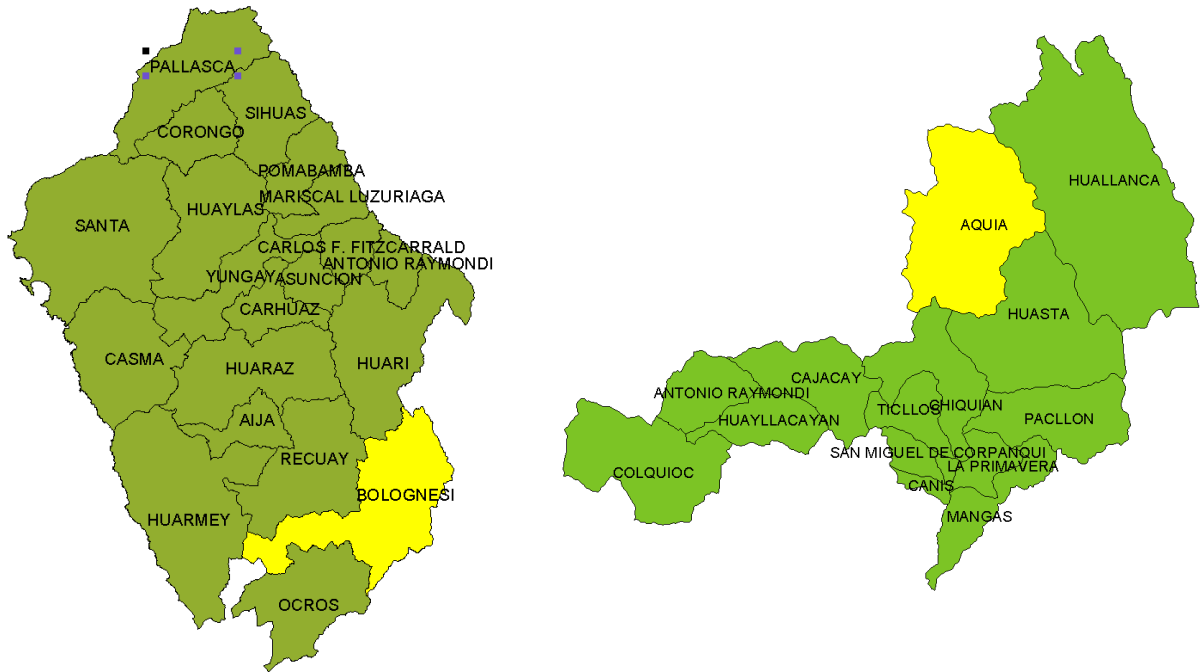 PALLASCA
SIHUAS
CORONGO
POMABAMBA
MARISCAL LUZURIAGA
HUAYLAS
SANTA
CARLOS F. FITZCARRALD
ANTONIO RAYMONDI
YUNGAY
ASUNCION
CARHUAZ
CASMA
HUARI
HUARAZ
AIJA
RECUAY
BOLOGNESI
HUARMEY
OCROS
HUALLANCA
AQUIA
HUASTA
CAJACAY
ANTONIO RAYMONDI
CHIQUIAN
TICLLOS
HUAYLLACAYAN
PACLLON
SAN MIGUEL DE CORPANQUI
LA PRIMAVERA
COLQUIOC
CANIS
MANGAS